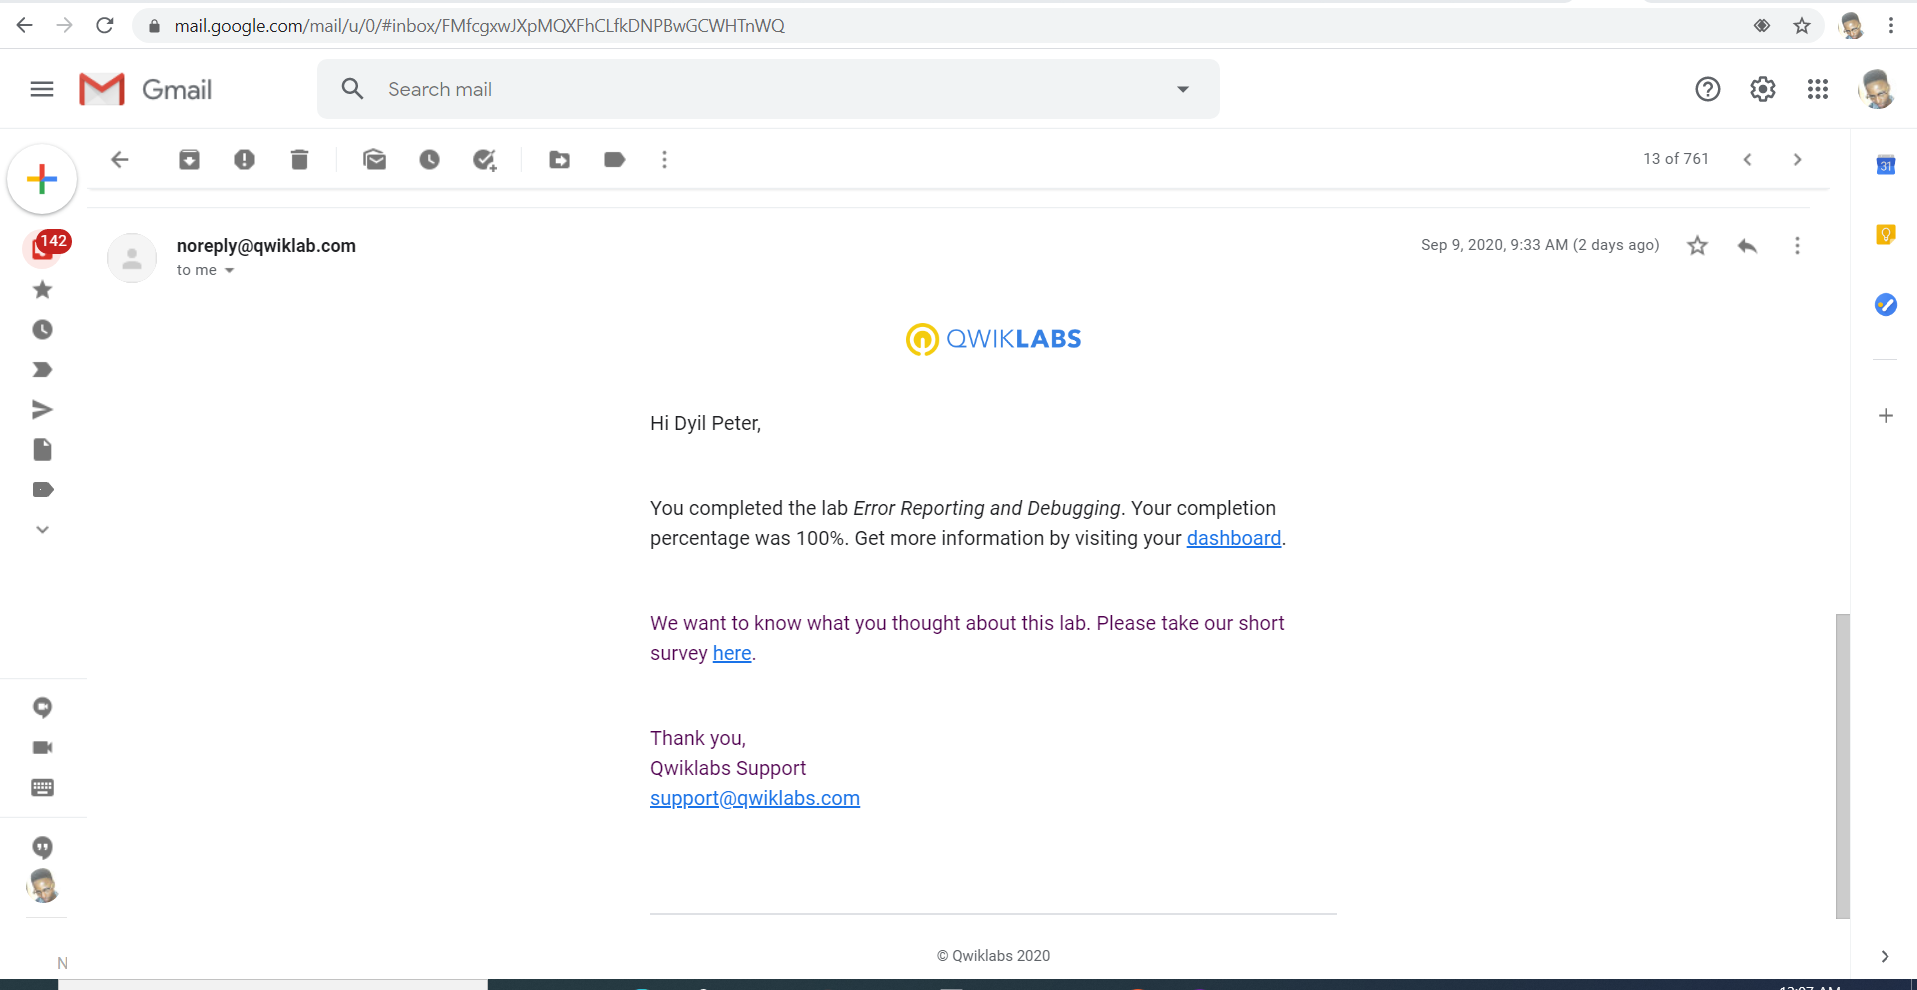 mail.google.com/mail/u/0/#inbox/FMfcgxwJXpMQXFhCLfkDNPBwGCWHTnWQ
Gmail
Search mail
13 of 761
31
142
noreply@qwiklab.com
Sep 9, 2020, 9:33 AM (2 days ago)
to me
QWIKLABS
Hi Dyil Peter,
You completed the lab Error Reporting and Debugging. Your completion
percentage was 100%. Get more information by visiting your dashboard.
We want to know what you thought about this lab. Please take our short
survey here.
Thank you,
Qwiklabs Support
support@qwiklabs.com
© Qwiklabs 2020
N